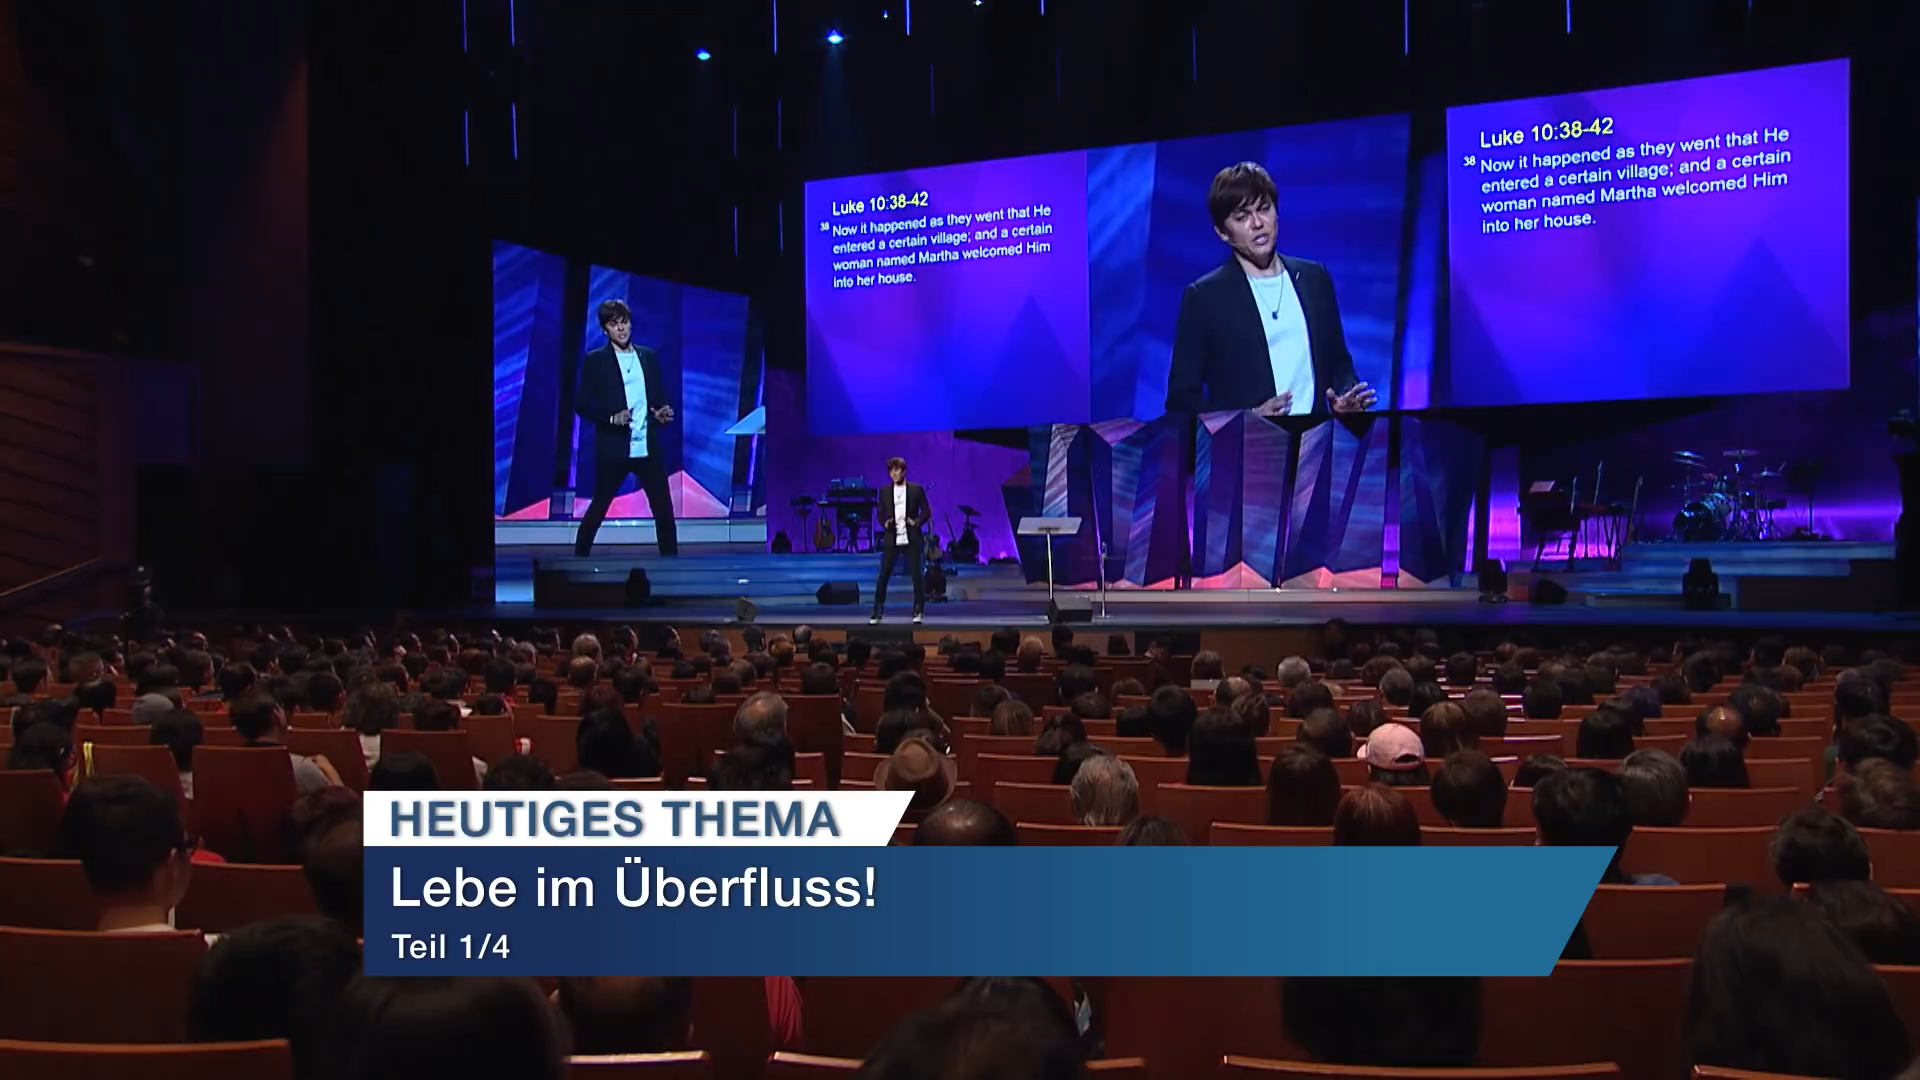 Luke 10:38-42
38 Now it happened as they went that He
entered a certain village; and a certain
woman named Martha welcomed Him
into her house.
Luke 10:38-42
38 Now it happened as they went that He
entered a certain village; and a certain
woman named Martha welcomed Him
into her house.
HEUTIGES THEMA
Lebe im Überfluss!
Teil 1/4